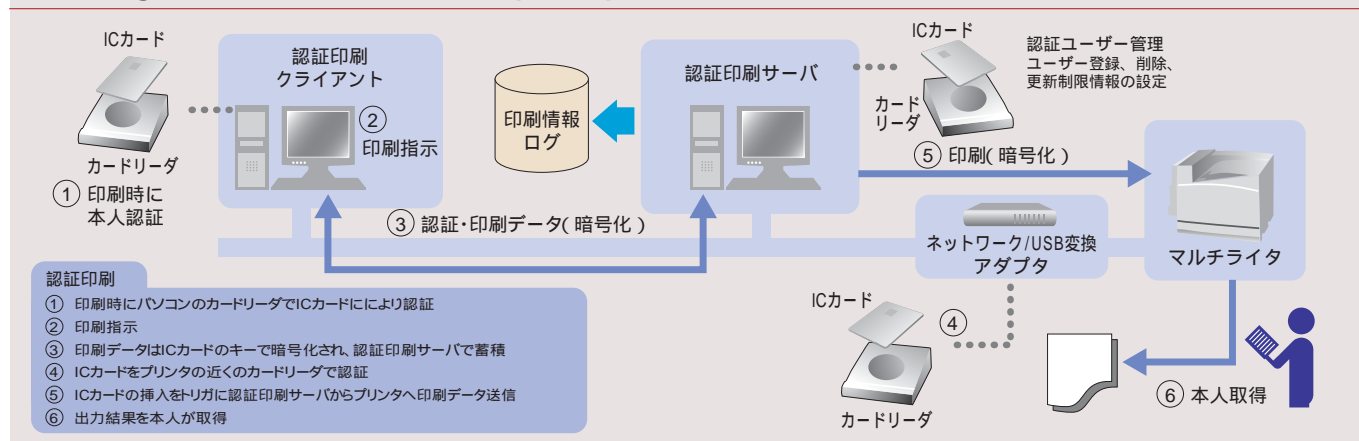 ICカード
カードリーダ
① 印刷時に
本人認証
認証印刷
クライアント
②
印刷指示
印刷情報
ログ
認証印刷サーバ
ICカード
カード
リーダ
認証ユーザー管理
ユーザー登録、削除、
更新制限情報の設定
⑤ 印刷(暗号化)
③ 認証・印刷データ(暗号化)
ネットワーク/USB変換
アダプタ
マルチライタ
ICカード
④
カードリーダ
⑥ 本人取得
認証印刷
① 印刷時にパソコンのカードリーダでICカードににより認証
② 印刷指示
③ 印刷データはICカードのキーで暗号化され、認証印刷サーバで蓄積
④ ICカードをプリンタの近くのカードリーダで認証
⑤ ICカードの挿入をトリガに認証印刷サーバからプリンタへ印刷データ送信
⑥ 出力結果を本人が取得